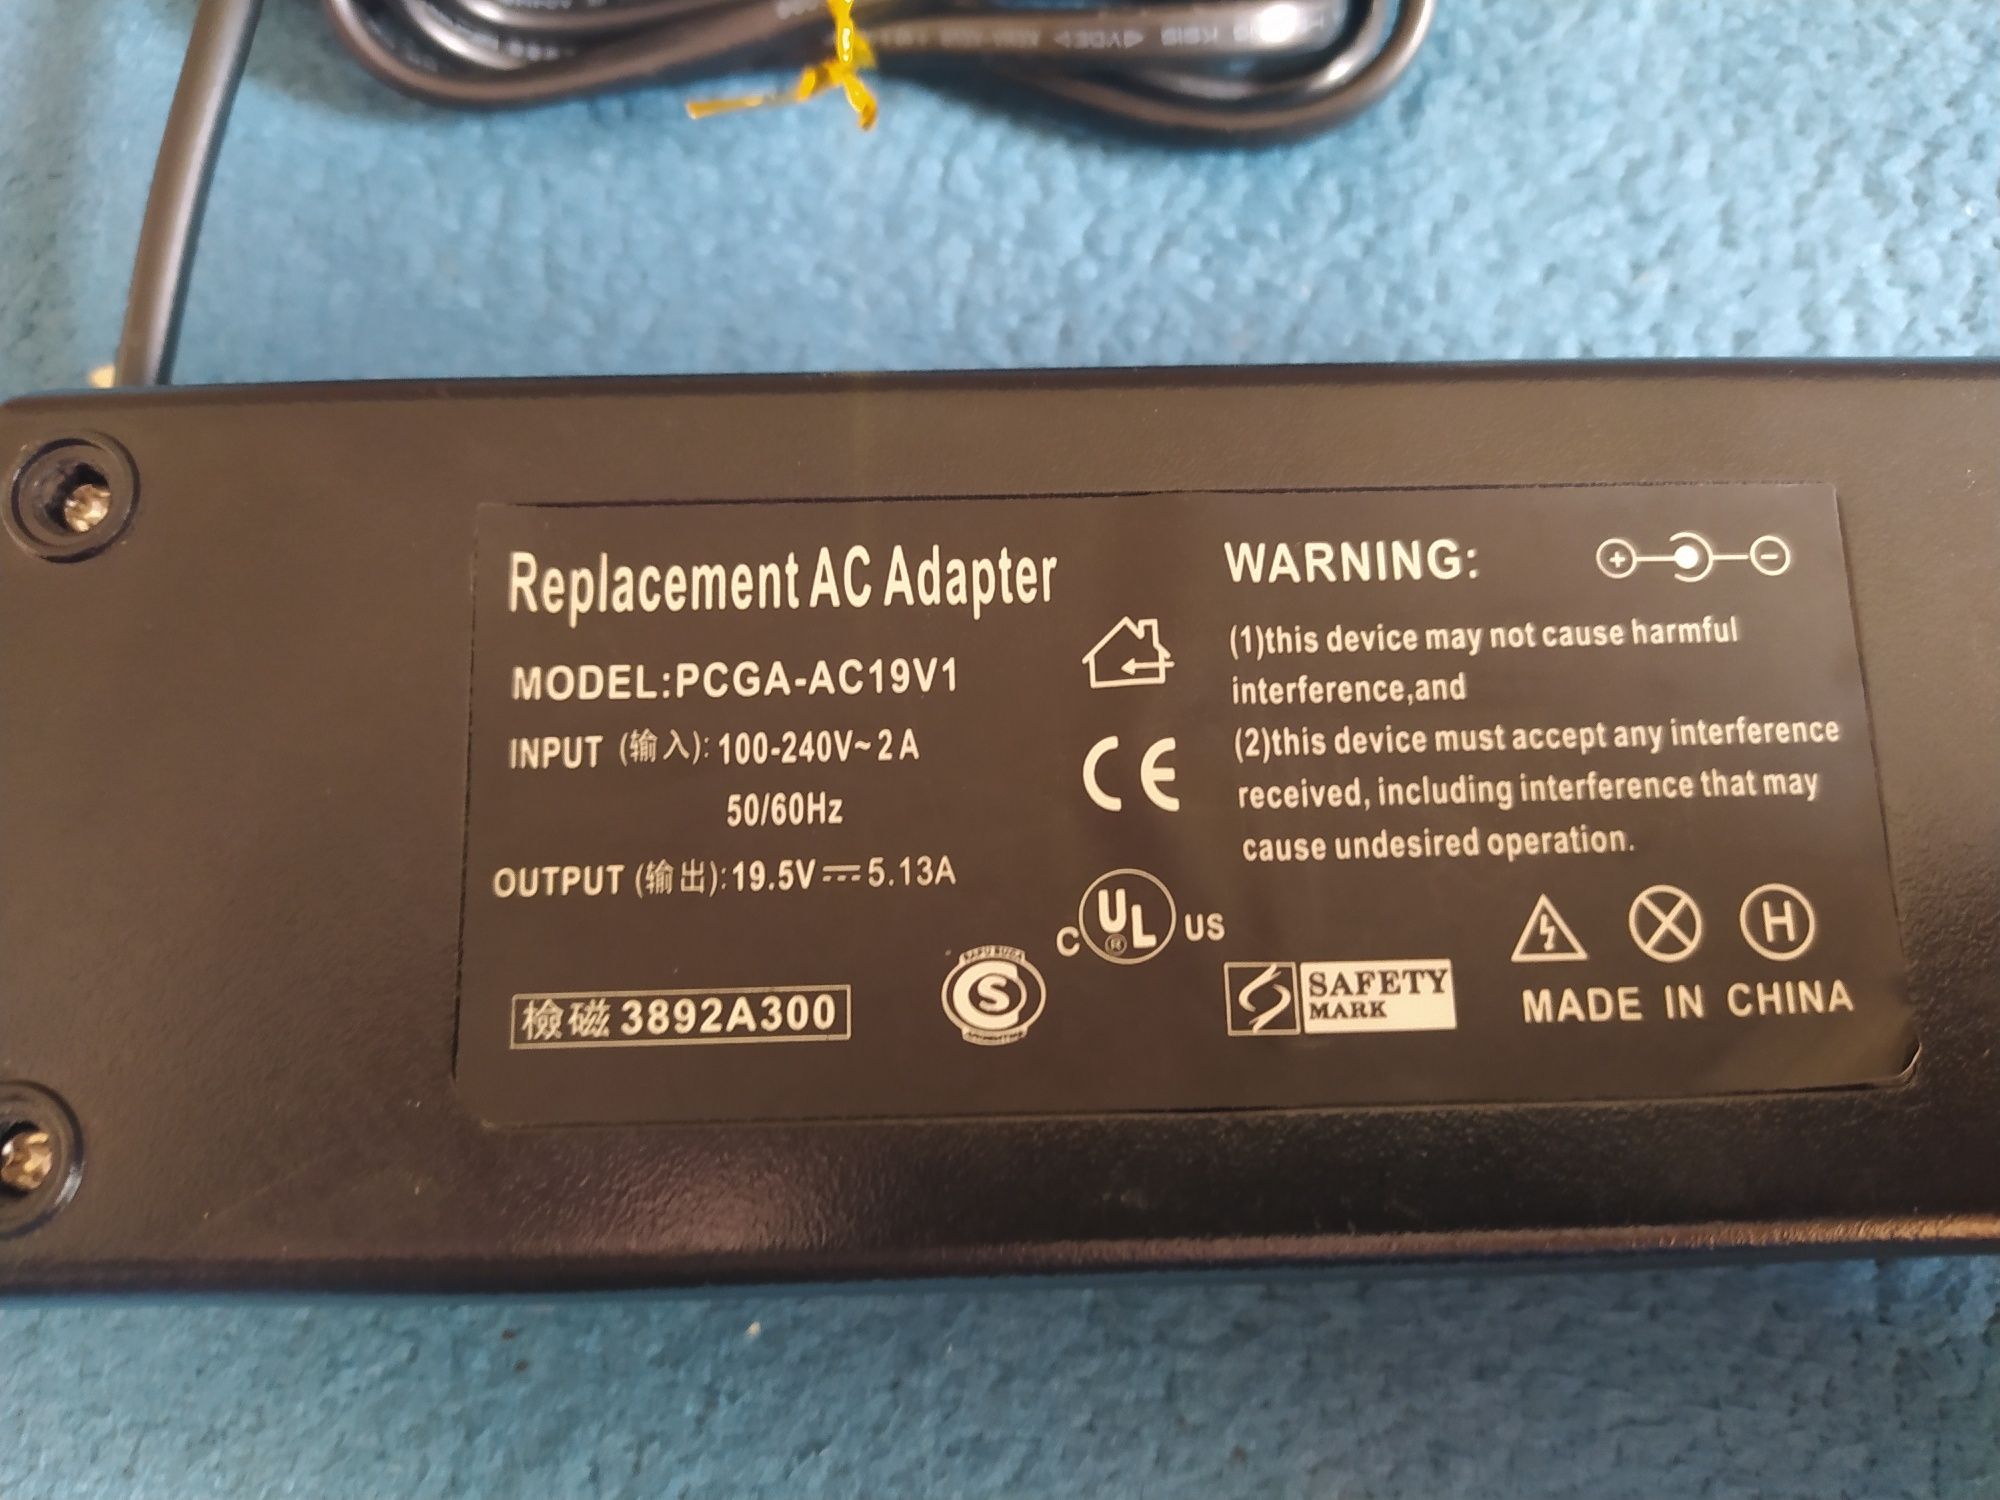 Replacement AC Adapter
MODEL:PCGA-AC19V1
INPUT (输入): 100-240V~2A
50/60Hz
OUTPUT (输出): 19.5V⎓5.13A
檢磁 3892A300
S
CE
C UL® US
WARNING:
(1)this device may not cause harmful
interference,and
(2)this device must accept any interference
received, including interference that may
cause undesired operation.
H
SAFETY
MARK
MADE IN CHINA